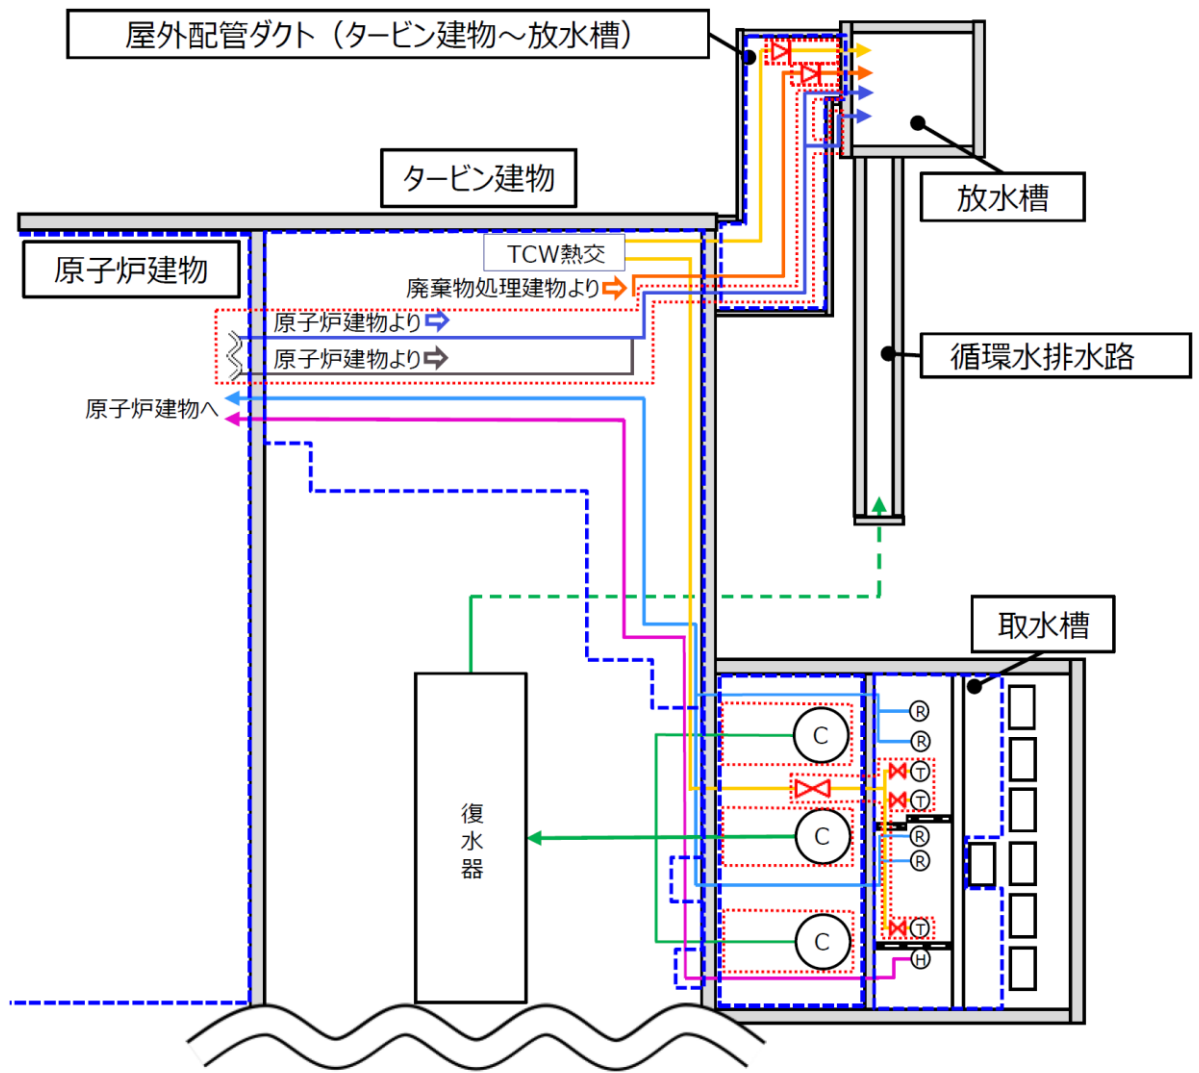 屋外配管ダクト（タービン建物～放水槽）
タービン建物
放水槽
原子炉建物
TCW熱交
廃棄物処理建物より
原子炉建物より
原子炉建物より
原子炉建物へ
循環水排水路
取水槽
復水器
C
C
C
R
R
T
T
R
R
T
H